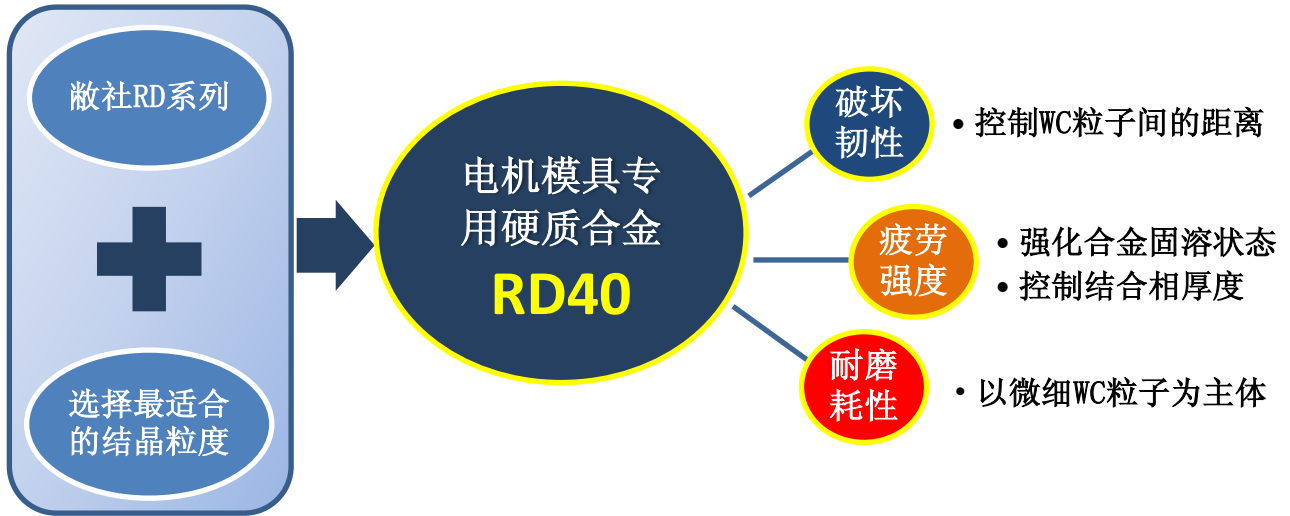 敝社RD系列
选择最适合
的结晶粒度
电机模具专
用硬质合金
RD40
破坏
韧性
• 控制WC粒子间的距离
疲劳
强度
• 强化合金固溶状态
• 控制结合相厚度
耐磨
耗性
• 以微细WC粒子为主体